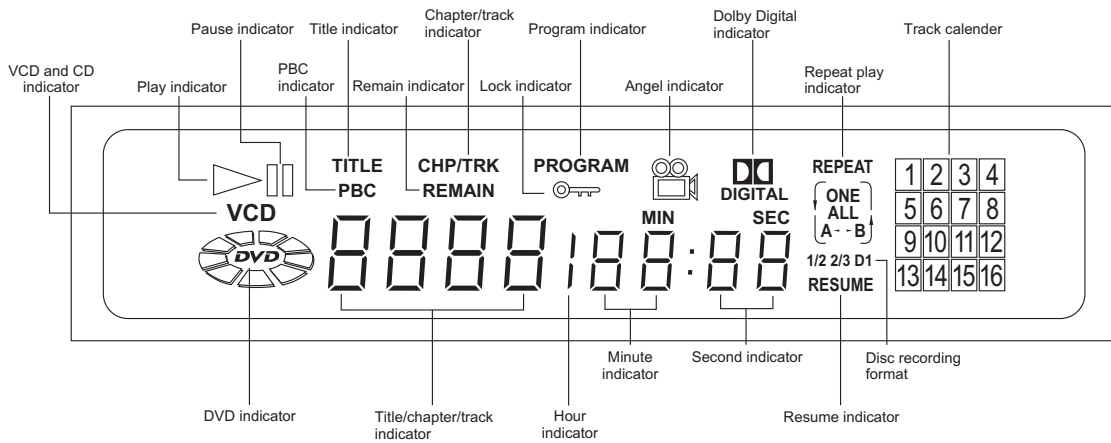 Chapter/track
indicator
Dolby Digital
indicator
Pause indicator
Title indicator
Program indicator
Track calender
VCD and CD
indicator
Play indicator
PBC
indicator
Remain indicator
Lock indicator
Angel indicator
Repeat play
indicator
TITLE
CHP/TRK
PROGRAM
DIGITAL
REPEAT
PBC
REMAIN
VCD
MIN
SEC
ONE
ALL
A - - B
DVD
8888 188:88
1/2 2/3 D1
RESUME
1 2 3 4
5 6 7 8
9 10 11 12
13 14 15 16
Minute
indicator
Second indicator
Disc recording
format
DVD indicator
Title/chapter/track
indicator
Hour
indicator
Resume indicator